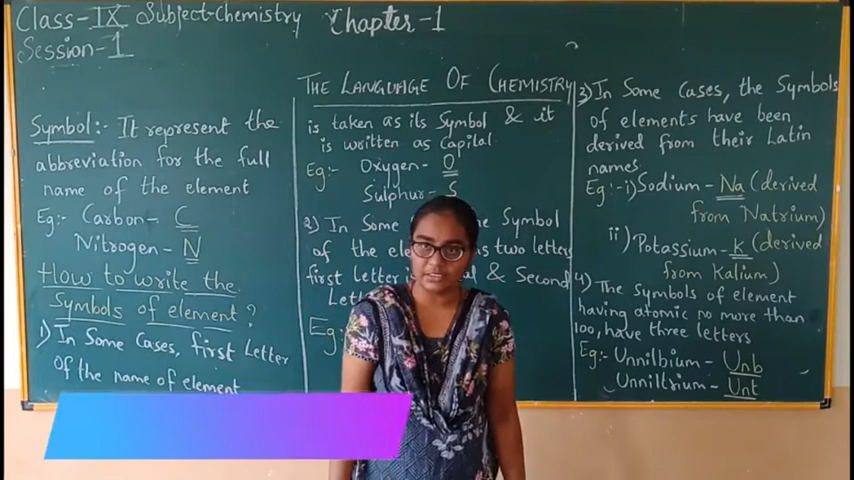 Class-IX Subject-Chemistry Chapter-1
Session-1
Symbol:- It represent the
abbreviation for the full
name of the element
Eg:- Carbon- C
Nitrogen- N
How to write the
Symbols of element?
1) In Some Cases, first Letter
of the name of element
THE LANGUAGE OF CHEMISTRY
is taken as its Symbol & it
is written as Capital
Eg:- Oxygen- O
Sulphur- S
2) In Some Symbol
of the two letters
first letter is & Second
Eg:
3) In Some cases, the Symbols
of elements have been
derived from their Latin
names
Eg:- i) Sodium- Na (derived
from Natrium)
ii) Potassium- K (derived
from Kalium)
4) The Symbols of element
having atomic no more than
100, have three letters
Eg:- Unnilbium- Unb
Unniltrium- Unt